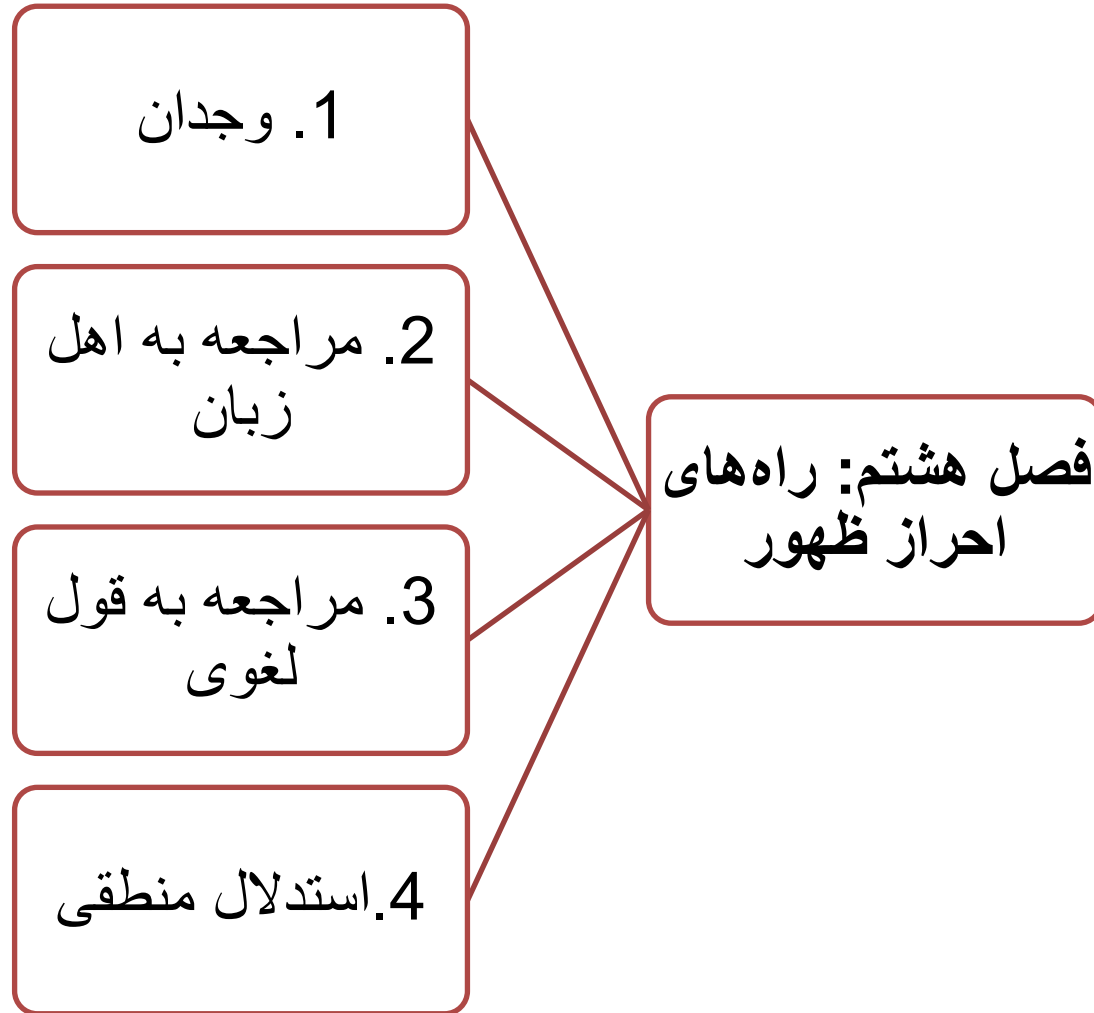 فصل هشتم: راه‌های
احراز ظهور
1. وجدان
2. مراجعه به اهل
زبان
3. مراجعه به قول
لغوی
4.استدلال منطقی